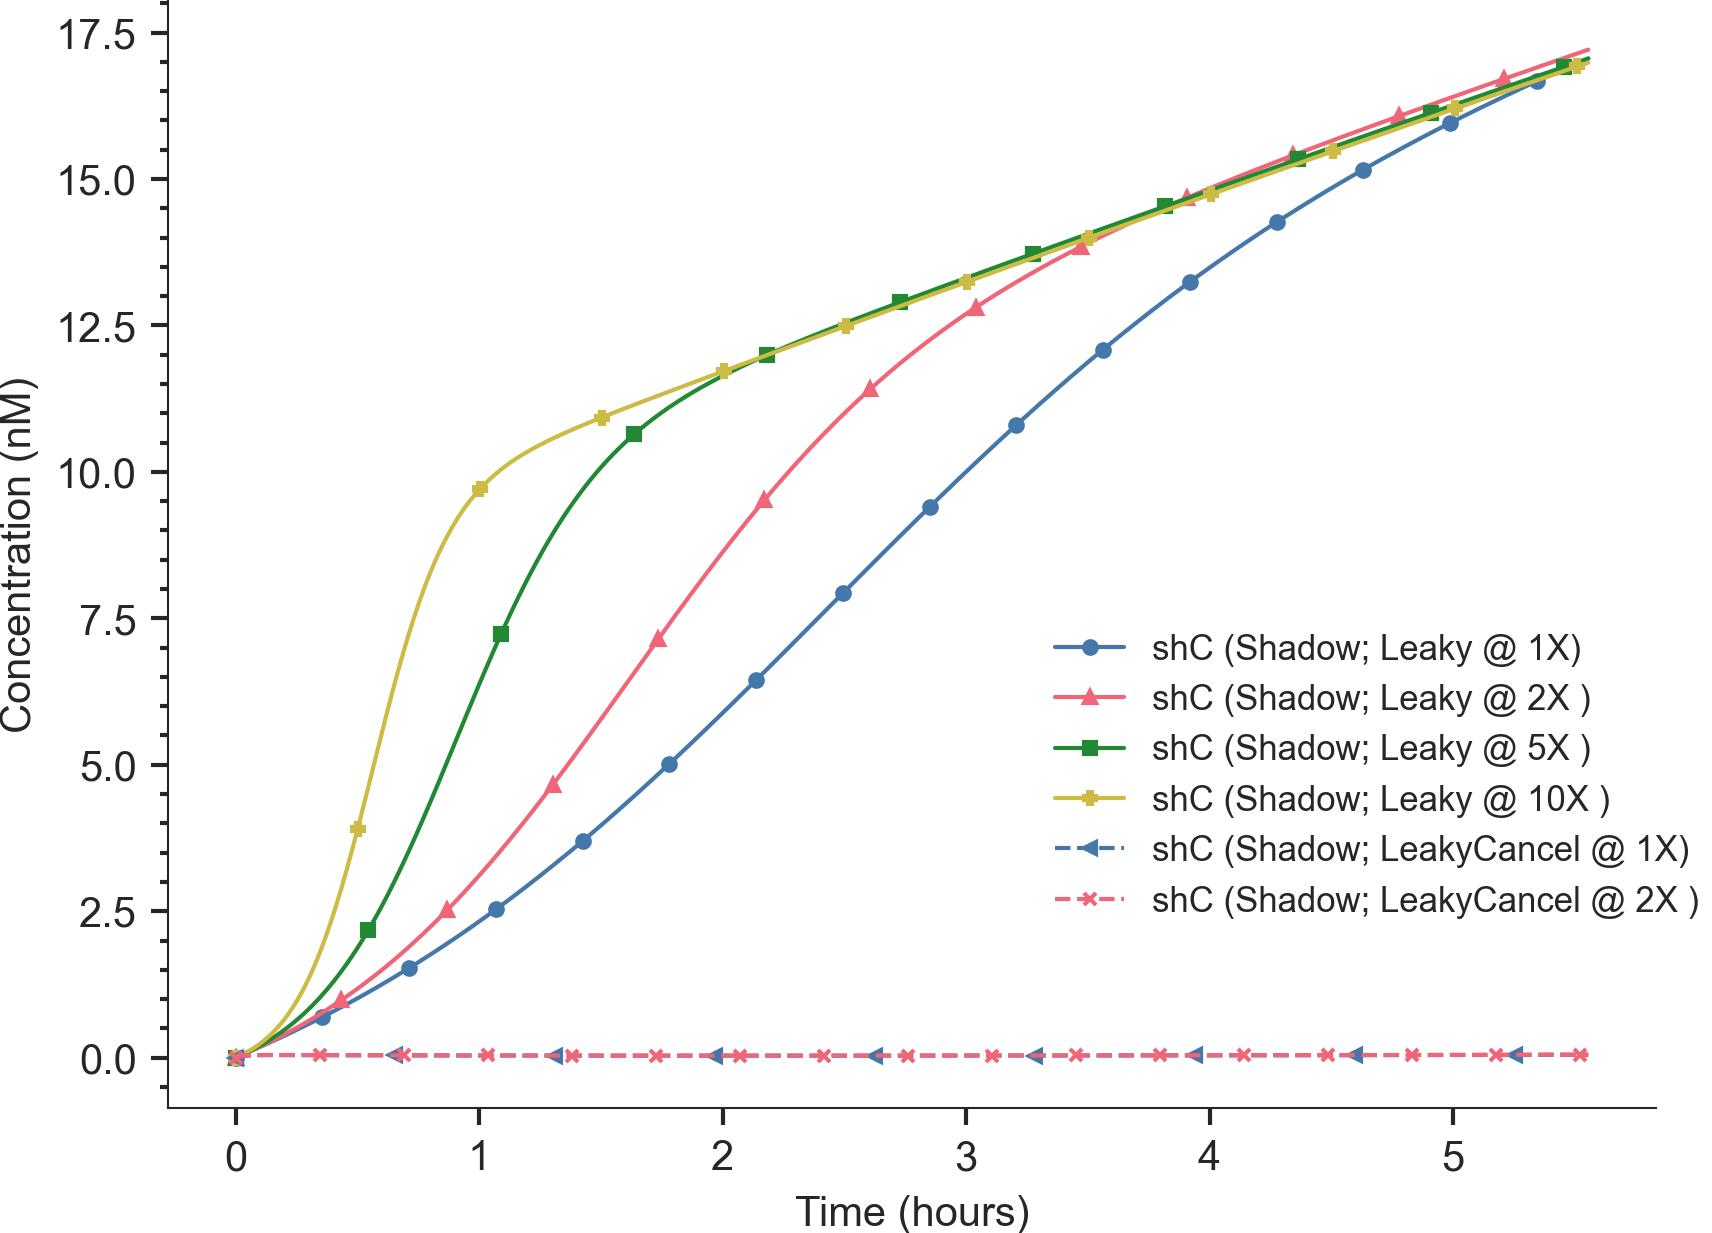 17.5
15.0
12.5
10.0
7.5
5.0
2.5
0.0
Concentration (nM)
shC (Shadow; Leaky @ 1X)
shC (Shadow; Leaky @ 2X )
shC (Shadow; Leaky @ 5X )
shC (Shadow; Leaky @ 10X )
shC (Shadow; LeakyCancel @ 1X)
shC (Shadow; LeakyCancel @ 2X )
0 1 2 3 4 5
Time (hours)